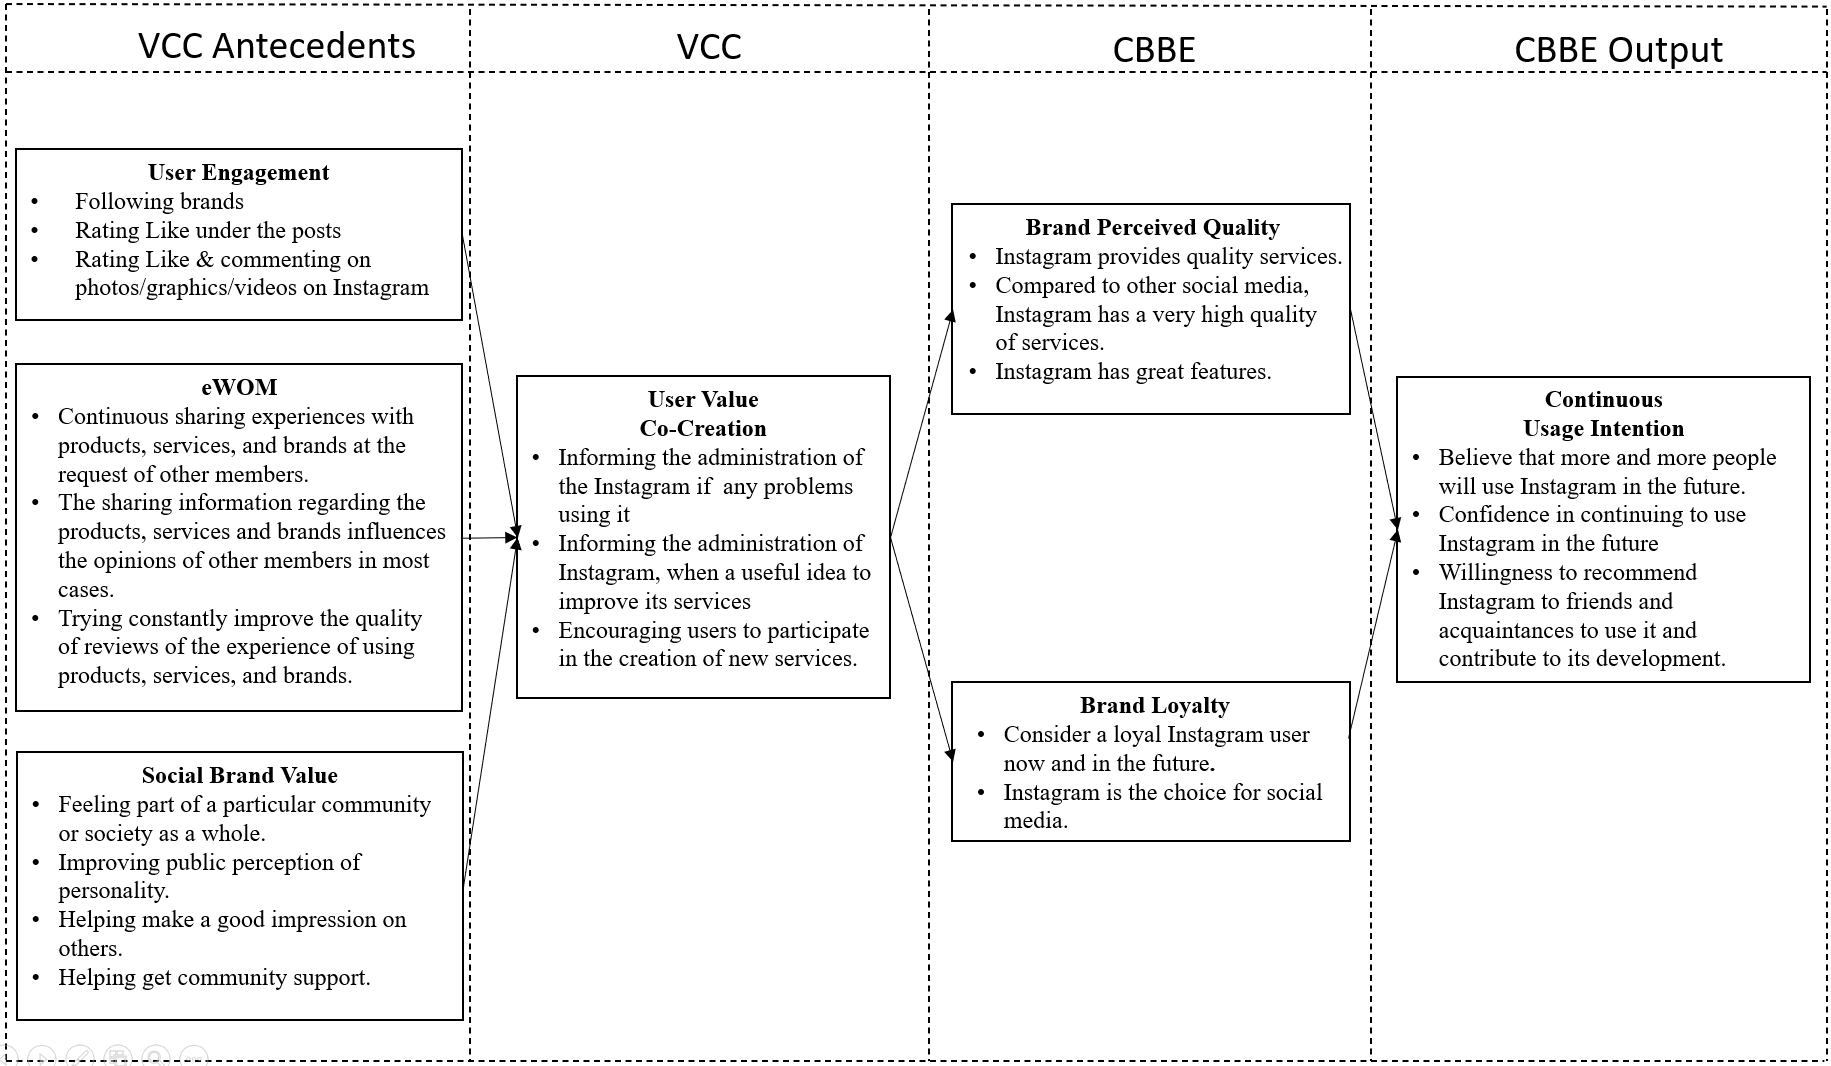 VCC Antecedents
VCC
CBBE
CBBE Output
User Engagement
• Following brands
• Rating Like under the posts
• Rating Like & commenting on
photos/graphics/videos on Instagram
eWOM
• Continuous sharing experiences with
products, services, and brands at the
request of other members.
• The sharing information regarding the
products, services and brands influences
the opinions of other members in most
cases.
• Trying constantly improve the quality
of reviews of the experience of using
products, services, and brands.
Social Brand Value
• Feeling part of a particular community
or society as a whole.
• Improving public perception of
personality.
• Helping make a good impression on
others.
• Helping get community support.
User Value
Co-Creation
• Informing the administration of
the Instagram if any problems
using it
• Informing the administration of
Instagram, when a useful idea to
improve its services
• Encouraging users to participate
in the creation of new services.
Brand Perceived Quality
• Instagram provides quality services.
• Compared to other social media,
Instagram has a very high quality
of services.
• Instagram has great features.
Brand Loyalty
• Consider a loyal Instagram user
now and in the future.
• Instagram is the choice for social
media.
Continuous
Usage Intention
• Believe that more and more people
will use Instagram in the future.
• Confidence in continuing to use
Instagram in the future
• Willingness to recommend
Instagram to friends and
acquaintances to use it and
contribute to its development.